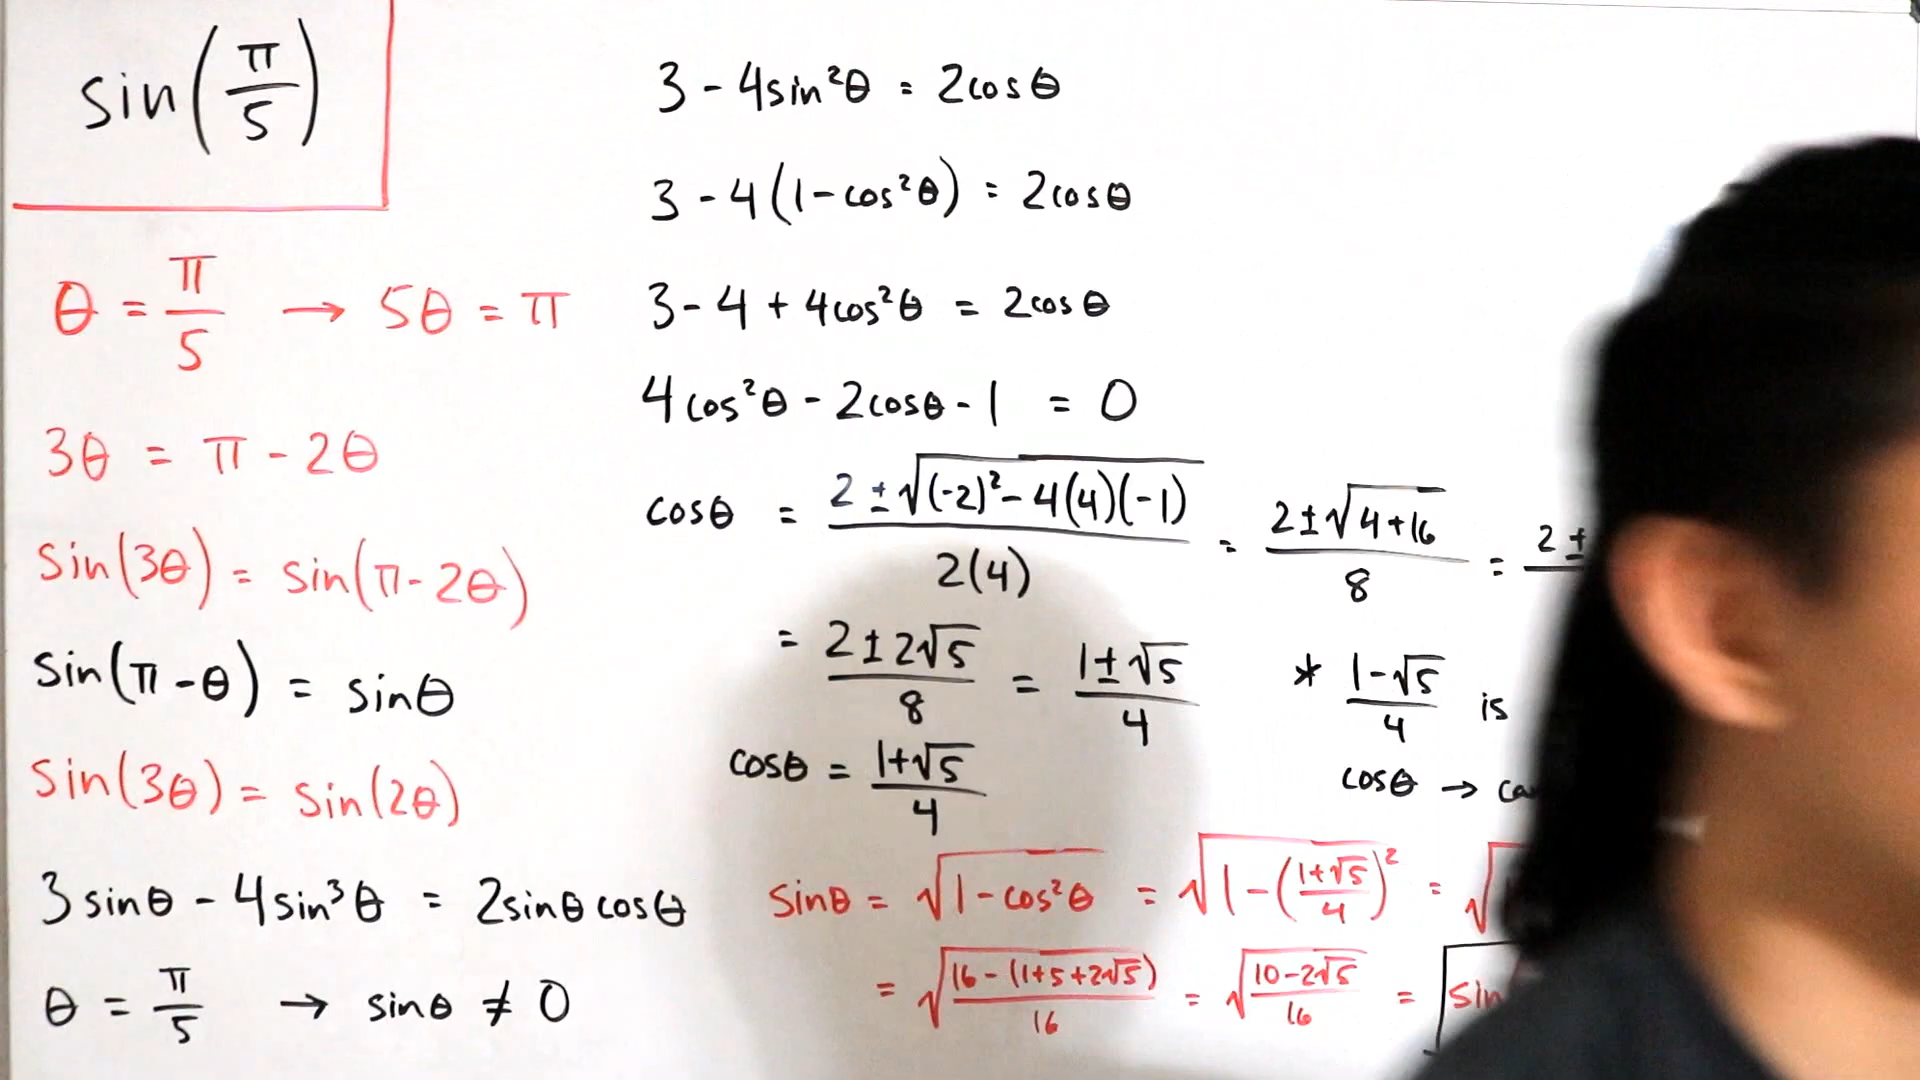 sin(π/5)
θ = π/5 → 5θ = π
3θ = π - 2θ
sin(3θ) = sin(π - 2θ)
sin(π - θ) = sinθ
sin(3θ) = sin(2θ)
3sinθ - 4sin³θ = 2sinθcosθ
θ = π/5 → sinθ ≠ 0
3 - 4sin²θ = 2cosθ
3 - 4(1 - cos²θ) = 2cosθ
3 - 4 + 4cos²θ = 2cosθ
4cos²θ - 2cosθ - 1 = 0
cosθ = (2 ± √((-2)² - 4(4)(-1)))/(2(4)) = (2 ± √(4+16))/8 = 2 ±
= (2 ± 2√5)/8 = (1 ± √5)/4
* (1-√5)/4 is
cosθ →
cosθ = (1+√5)/4
sinθ = √(1 - cos²θ) = √(1 - ((1+√5)/4)²) = √
= √((16 - (1+5+2√5))/16) = √((10-2√5)/16) = sin